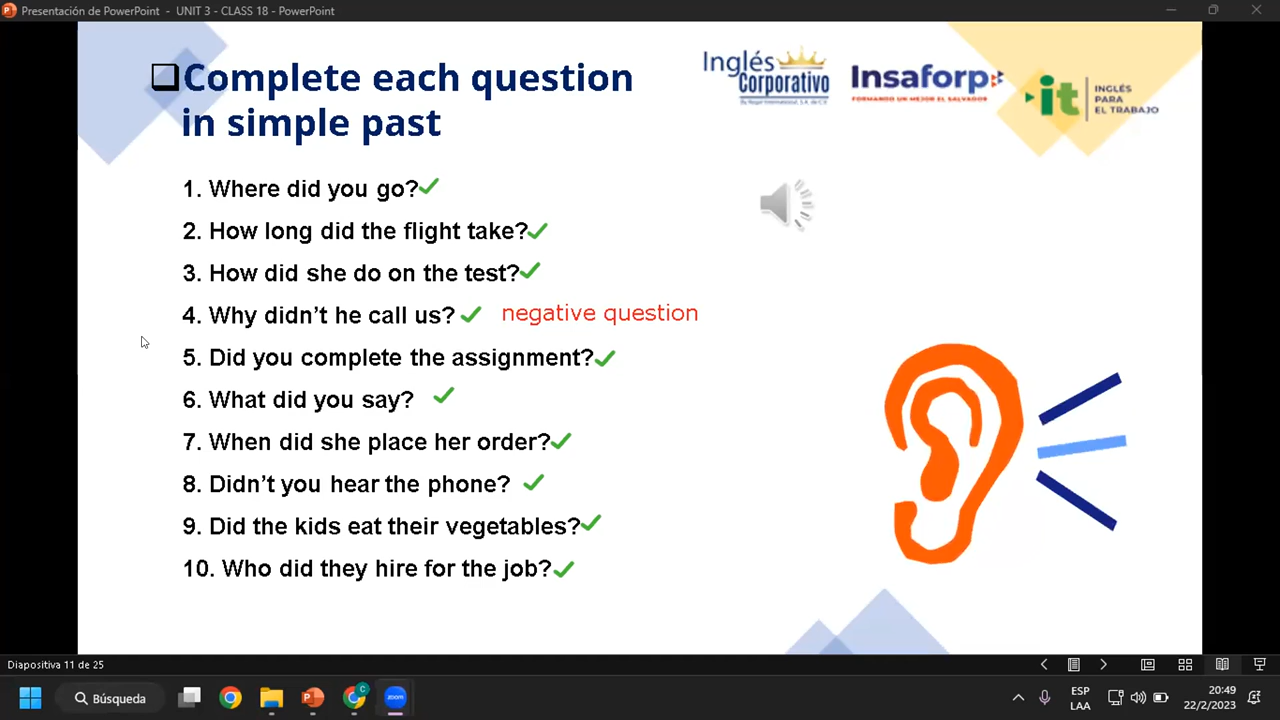 Presentación de PowerPoint - UNIT 3 - CLASS 18 - PowerPoint
Complete each question
in simple past
Inglés
Corporativo
Insaforp
FORMANDO UN MEJOR EL SALVADOR
it
INGLÉS
PARA
EL TRABAJO
1. Where did you go?
2. How long did the flight take?
3. How did she do on the test?
4. Why didn't he call us? negative question
5. Did you complete the assignment?
6. What did you say?
7. When did she place her order?
8. Didn't you hear the phone?
9. Did the kids eat their vegetables?
10. Who did they hire for the job?
Diapositiva 11 de 25
Búsqueda
C
zoom
ESP
LAA
20:49
22/2/2023